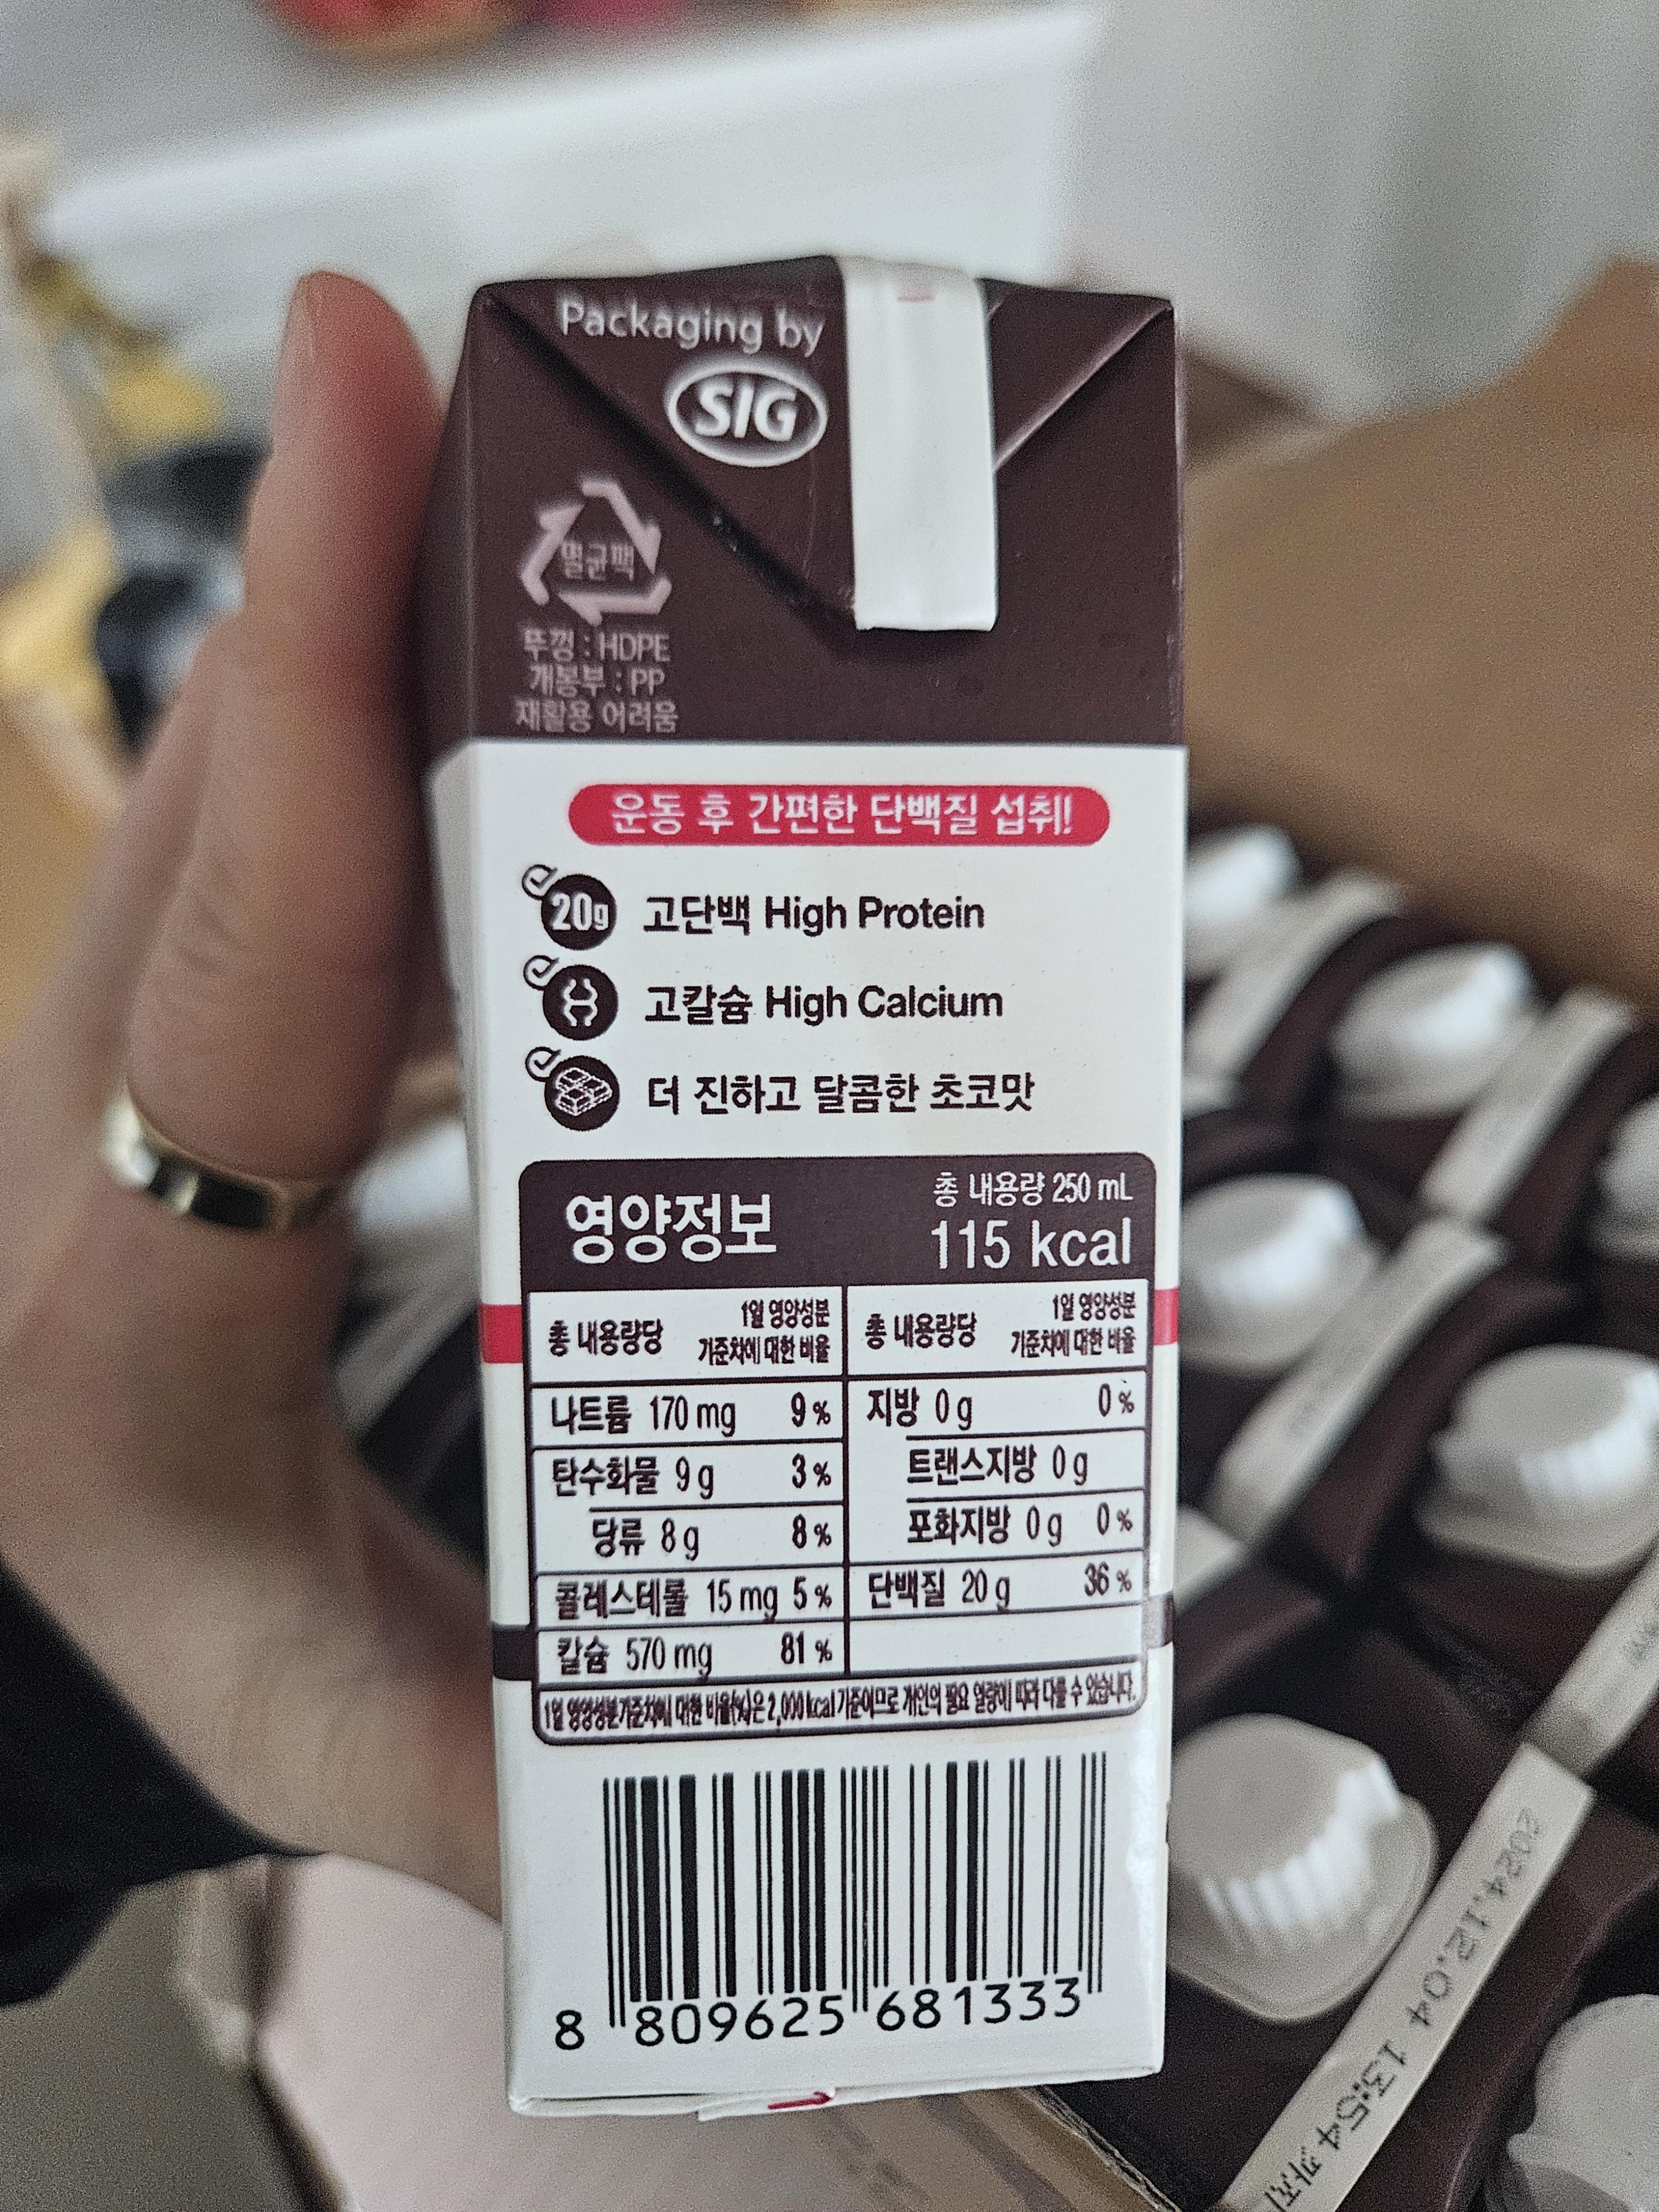 Packaging by
SIG
멸균팩
뚜껑 : HDPE
개봉부 : PP
재활용 어려움
운동 후 간편한 단백질 섭취!
20g 고단백 High Protein
고칼슘 High Calcium
더 진하고 달콤한 초코맛
영양정보
총 내용량 250 mL
115 kcal
총 내용량당 1일 영양성분 기준치에 대한 비율
나트륨 170 mg 9 %
탄수화물 9 g 3 %
당류 8 g 8 %
콜레스테롤 15 mg 5 %
칼슘 570 mg 81 %
총 내용량당 1일 영양성분 기준치에 대한 비율
지방 0 g 0 %
트랜스지방 0 g
포화지방 0 g 0 %
단백질 20 g 36 %
1일 영양성분 기준치에 대한 비율(%)은 2,000 kcal 기준이므로 개인의 필요 열량에 따라 다를 수 있습니다.
8 809625 681333
2024.12.04 13:54 까지